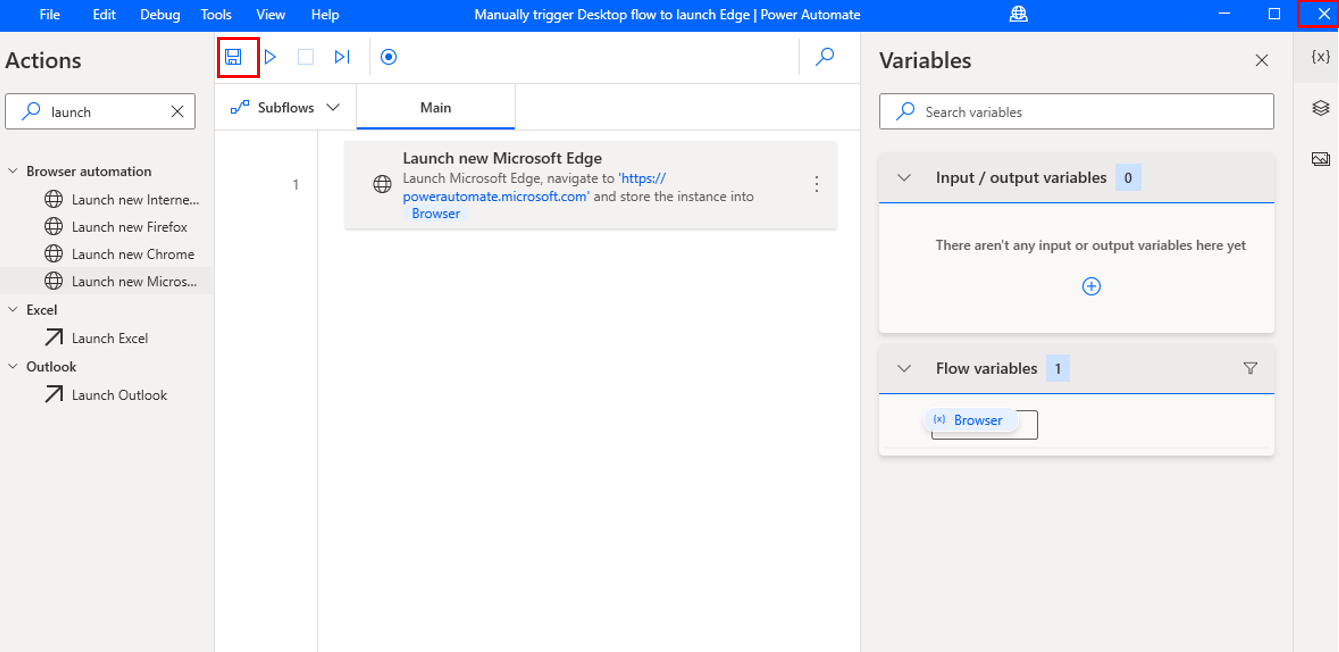 File Edit Debug Tools View Help Manually trigger Desktop flow to launch Edge | Power Automate
Actions
launch
Browser automation
Launch new Interne...
Launch new Firefox
Launch new Chrome
Launch new Micros...
Excel
Launch Excel
Outlook
Launch Outlook
Subflows Main
1
Launch new Microsoft Edge
Launch Microsoft Edge, navigate to 'https://
powerautomate.microsoft.com' and store the instance into
Browser
Variables
{x}
Search variables
Input / output variables 0
There aren't any input or output variables here yet
Flow variables 1
(x) Browser